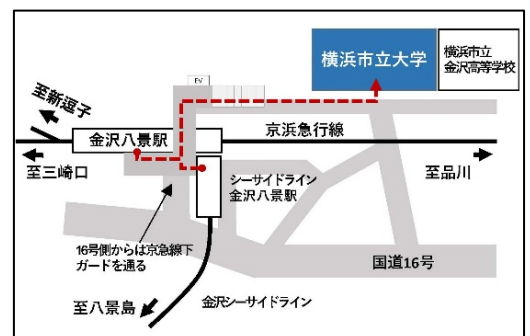 横浜市立大学
横浜市立
金沢高等学校
EV
至新逗子
金沢八景駅
京浜急行線
至三崎口
シーサイドライン
金沢八景駅
至品川
16号側からは京急線下
ガードを通る
国道16号
至八景島
金沢シーサイドライン